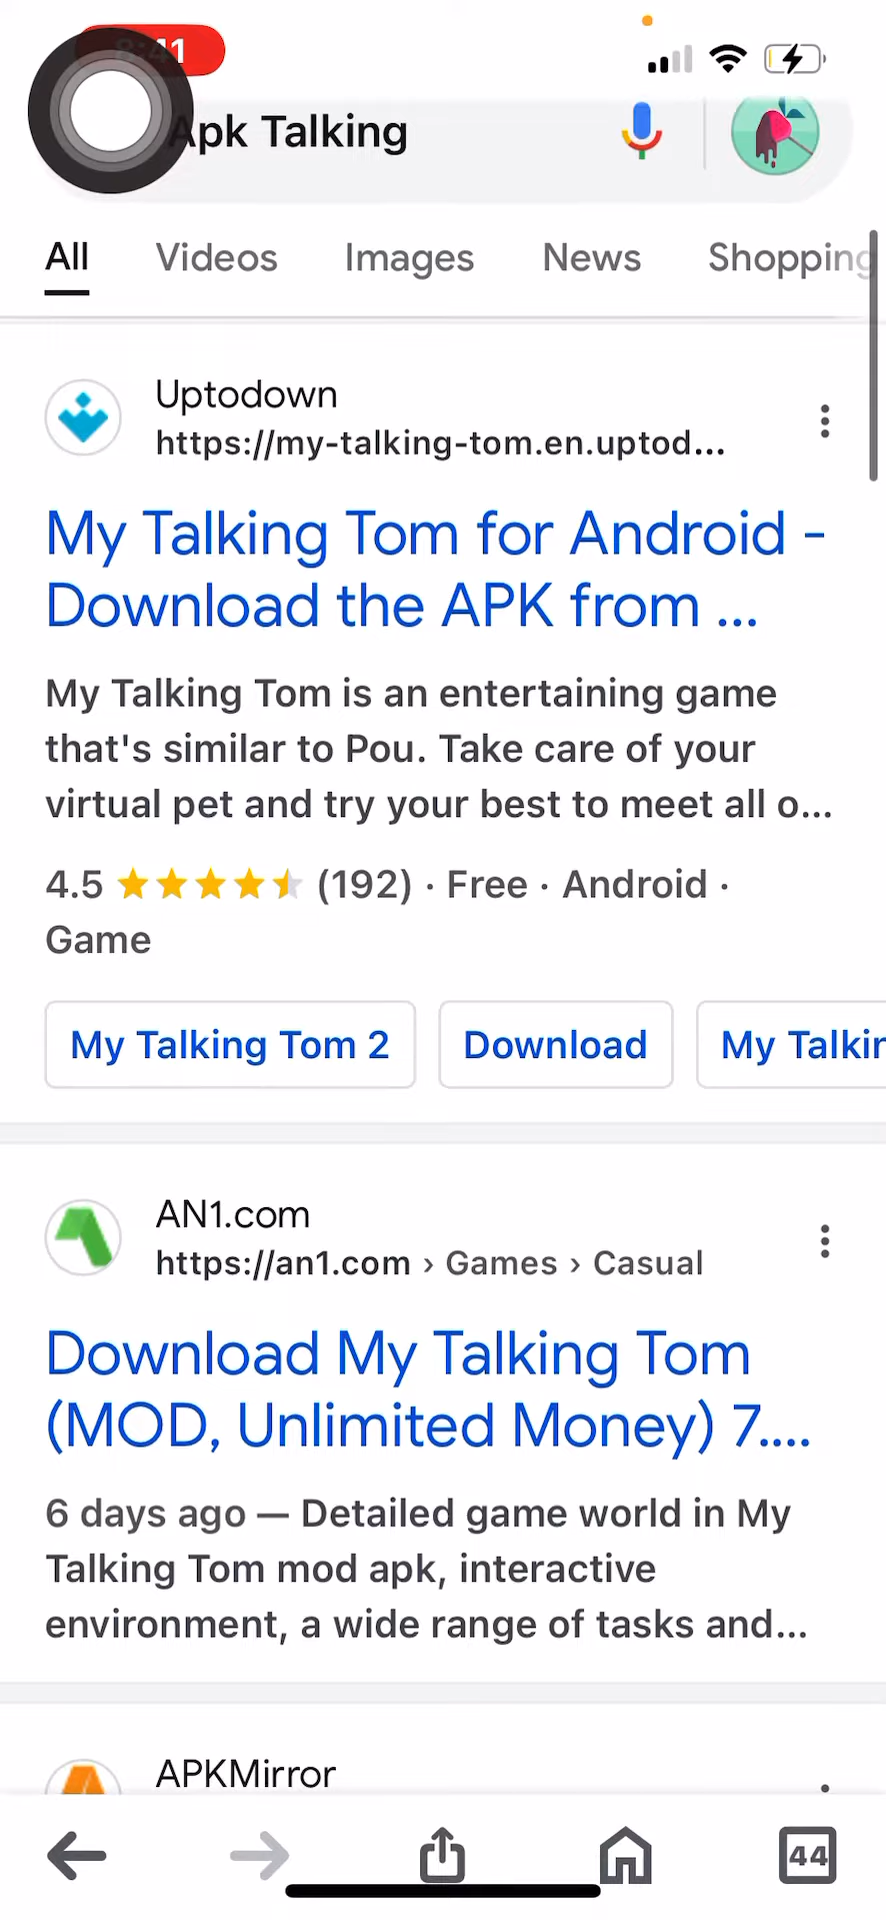 8:41
Apk Talking
All Videos Images News Shopping
Uptodown
https://my-talking-tom.en.uptod...
My Talking Tom for Android -
Download the APK from ...
My Talking Tom is an entertaining game
that's similar to Pou. Take care of your
virtual pet and try your best to meet all o...
4.5 (192) · Free · Android ·
Game
My Talking Tom 2 Download My Talkin
AN1.com
https://an1.com › Games › Casual
Download My Talking Tom
(MOD, Unlimited Money) 7....
6 days ago — Detailed game world in My
Talking Tom mod apk, interactive
environment, a wide range of tasks and...
APKMirror
44